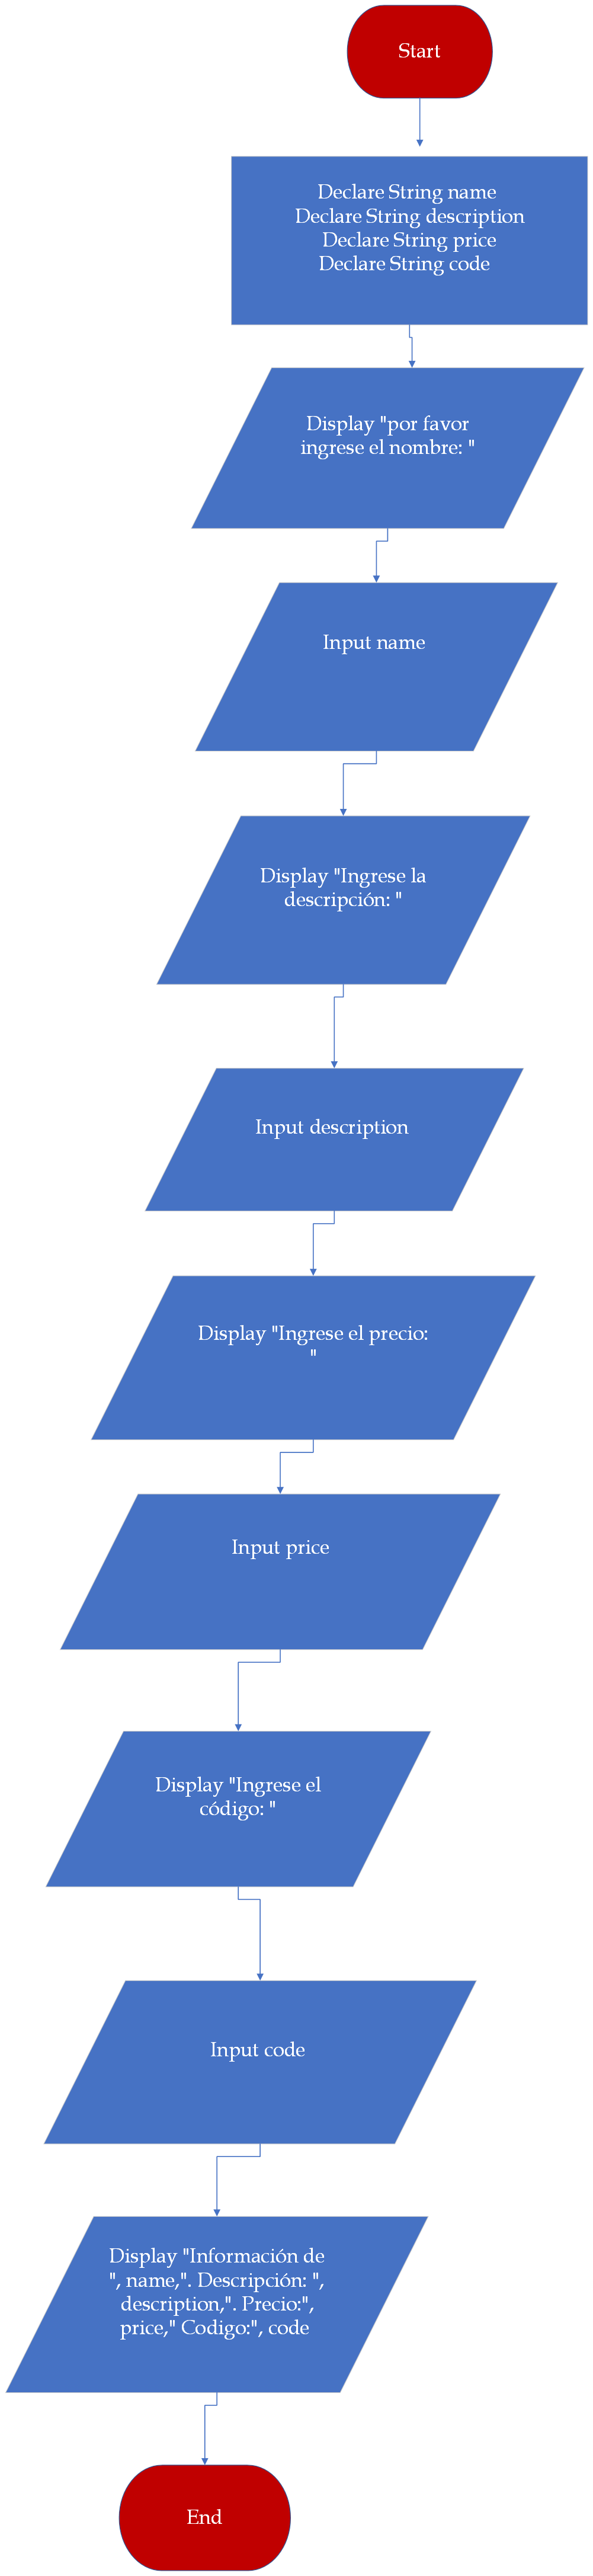 Start
Declare String name
Declare String description
Declare String price
Declare String code
Display "por favor
ingrese el nombre: "
Input name
Display "Ingrese la
descripción: "
Input description
Display "Ingrese el precio:
"
Input price
Display "Ingrese el
código: "
Input code
Display "Información de
", name,". Descripción: ",
description,". Precio:",
price," Codigo:", code
End